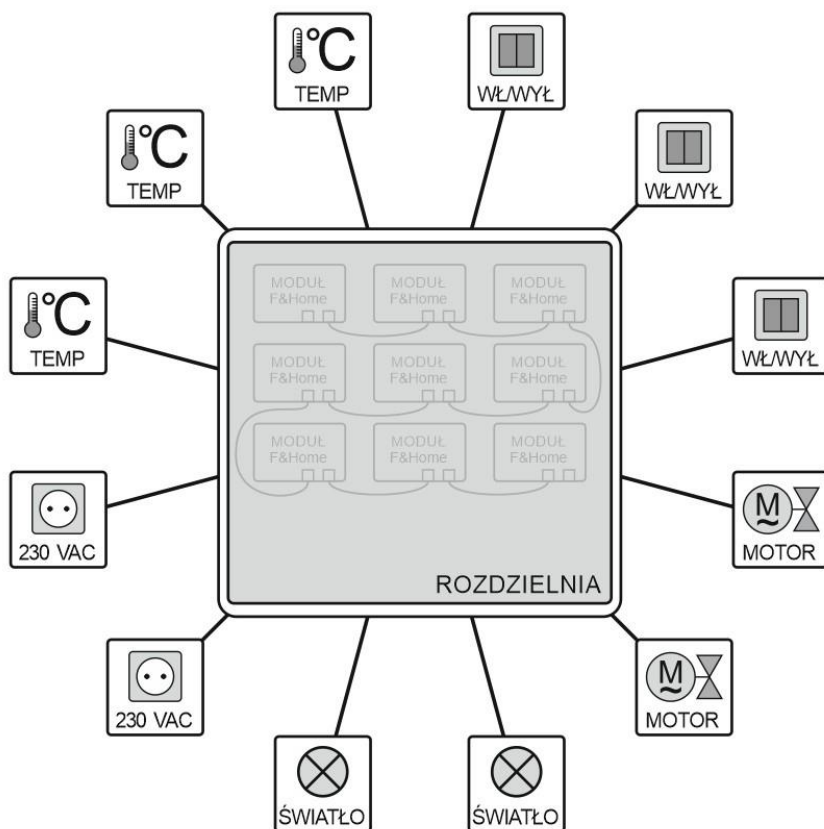 °C
TEMP
WŁ/WYŁ
°C
TEMP
WŁ/WYŁ
°C
TEMP
WŁ/WYŁ
MODUŁ
F&Home
MODUŁ
F&Home
MODUŁ
F&Home
MODUŁ
F&Home
MODUŁ
F&Home
MODUŁ
F&Home
MODUŁ
F&Home
MODUŁ
F&Home
MODUŁ
F&Home
230 VAC
M
~
MOTOR
ROZDZIELNIA
230 VAC
M
~
MOTOR
ŚWIATŁO
ŚWIATŁO